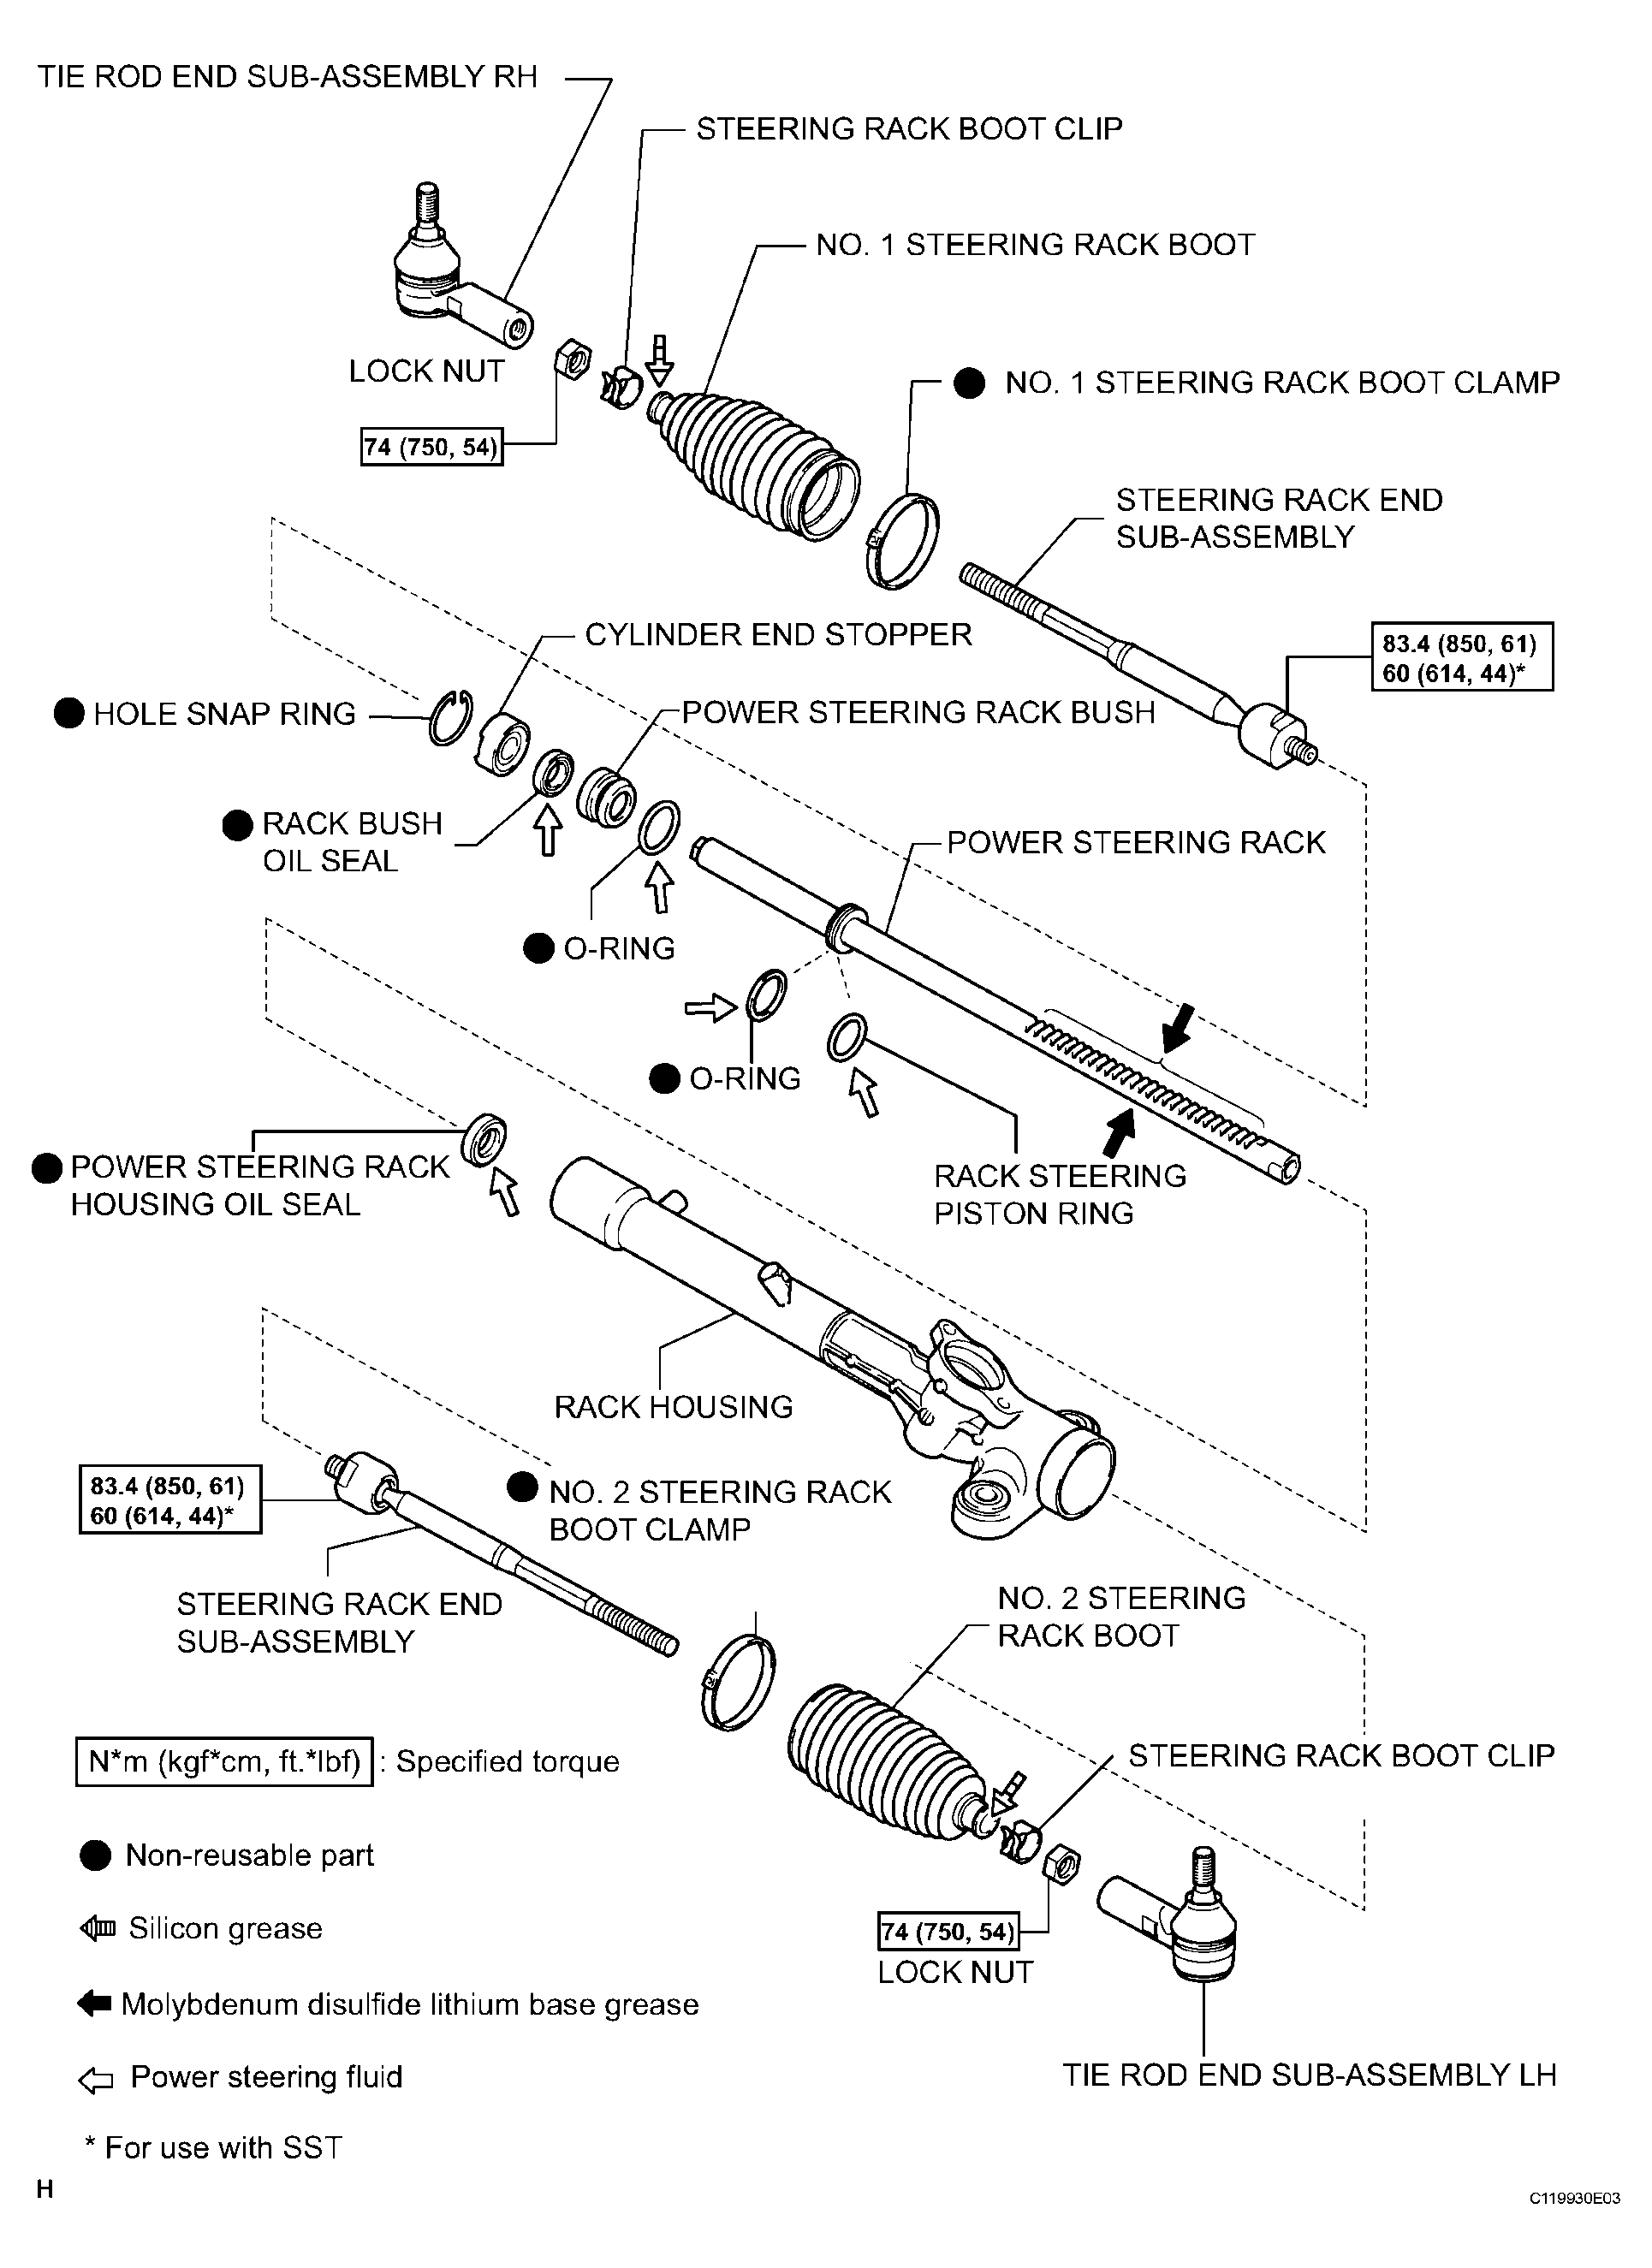 TIE ROD END SUB-ASSEMBLY RH
STEERING RACK BOOT CLIP
NO. 1 STEERING RACK BOOT
LOCK NUT
NO. 1 STEERING RACK BOOT CLAMP
74 (750, 54)
STEERING RACK END
SUB-ASSEMBLY
CYLINDER END STOPPER
83.4 (850, 61)
60 (614, 44)*
HOLE SNAP RING
POWER STEERING RACK BUSH
RACK BUSH
OIL SEAL
POWER STEERING RACK
O-RING
O-RING
POWER STEERING RACK
HOUSING OIL SEAL
RACK STEERING
PISTON RING
RACK HOUSING
83.4 (850, 61)
60 (614, 44)*
NO. 2 STEERING RACK
BOOT CLAMP
STEERING RACK END
SUB-ASSEMBLY
NO. 2 STEERING
RACK BOOT
N*m (kgf*cm, ft.*lbf) : Specified torque
STEERING RACK BOOT CLIP
Non-reusable part
Silicon grease
74 (750, 54)
LOCK NUT
Molybdenum disulfide lithium base grease
Power steering fluid
TIE ROD END SUB-ASSEMBLY LH
* For use with SST
H
C119930E03